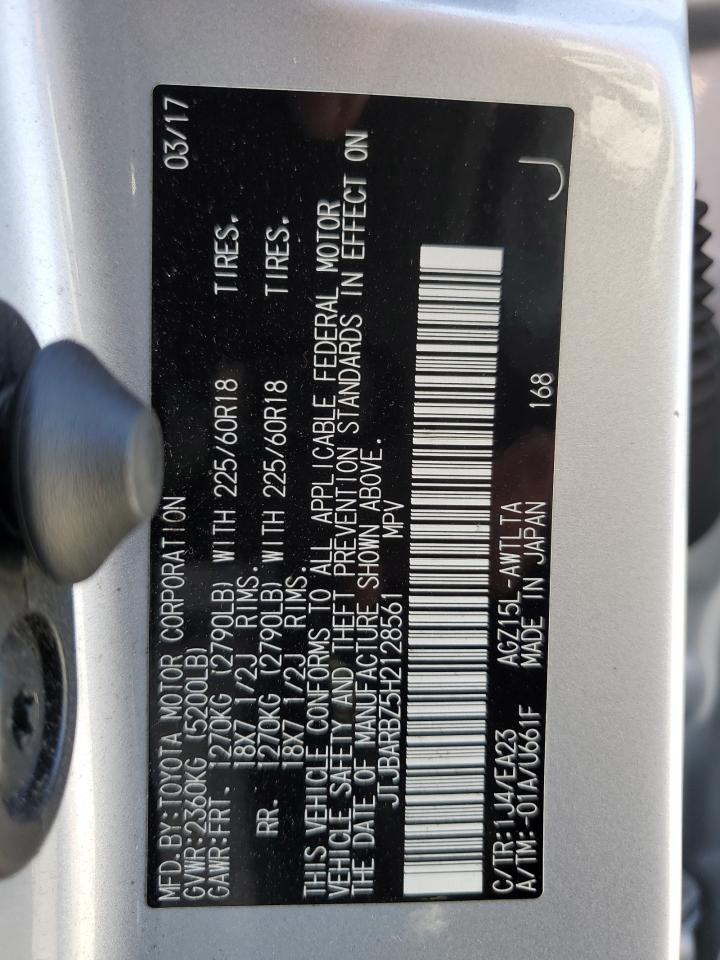 MFD.BY:TOYOTA MOTOR CORPORATION 03/17
GVWR:2360KG (5200LB)
GAWR:FRT. 1270KG (2790LB) WITH 225/60R18 TIRES.
18X7 1/2J RIMS.
RR. 1270KG (2790LB) WITH 225/60R18 TIRES.
18X7 1/2J RIMS.
THIS VEHICLE CONFORMS TO ALL APPLICABLE FEDERAL MOTOR
VEHICLE SAFETY AND THEFT PREVENTION STANDARDS IN EFFECT ON
THE DATE OF MANUFACTURE SHOWN ABOVE.
JTJBARBZ5H2128561 MPV
J
C/TR:1J4/EA23 AGZ15L-AWTLTA 168
A/TM:-01A/U661F MADE IN JAPAN